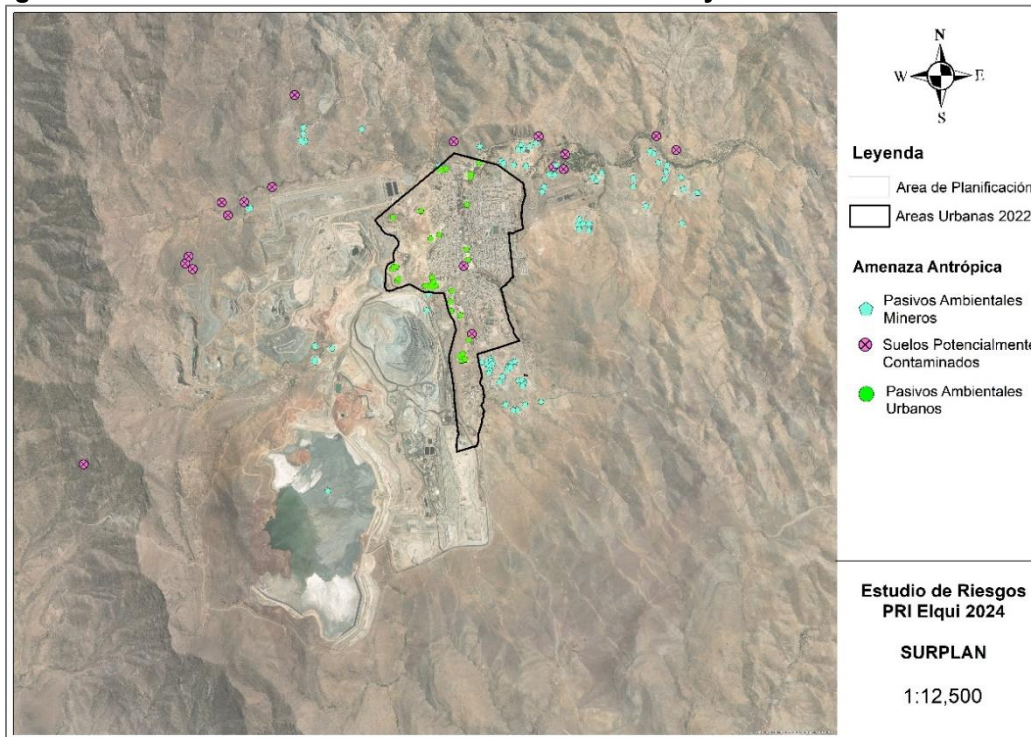 N
W E
S
Leyenda
Area de Planificación
Areas Urbanas 2022
Amenaza Antrópica
Pasivos Ambientales
Mineros
Suelos Potencialmente
Contaminados
Pasivos Ambientales
Urbanos
Estudio de Riesgos
PRI Elqui 2024
SURPLAN
1:12,500